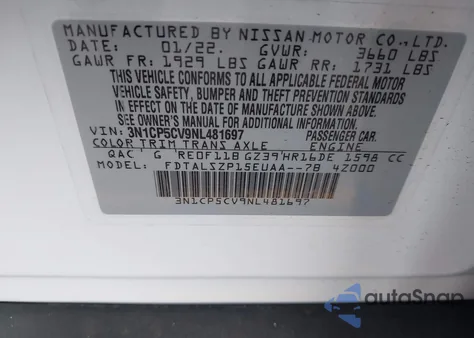 MANUFACTURED BY NISSAN MOTOR CO., LTD.
DATE: 01/22. GVWR: 3660 LBS
GAWR FR: 1929 LBS GAWR RR: 1731 LBS
THIS VEHICLE CONFORMS TO ALL APPLICABLE FEDERAL MOTOR
VEHICLE SAFETY, BUMPER AND THEFT PREVENTION STANDARDS
IN EFFECT ON THE DATE OF MANUFACTURE SHOWN ABOVE.
SEE OWNER'S MANUAL FOR ADDITIONAL INFORMATION.
VIN: 3N1CP5CV9NL481697 PASSENGER CAR.
COLOR TRIM TRANS AXLE ENGINE
QAC G RE0F11B GZ39 HR16DE 1598 CC
MODEL: FDTALSZP15EUAA--7B 42000
3N1CP5CV9NL481697
autoSnap